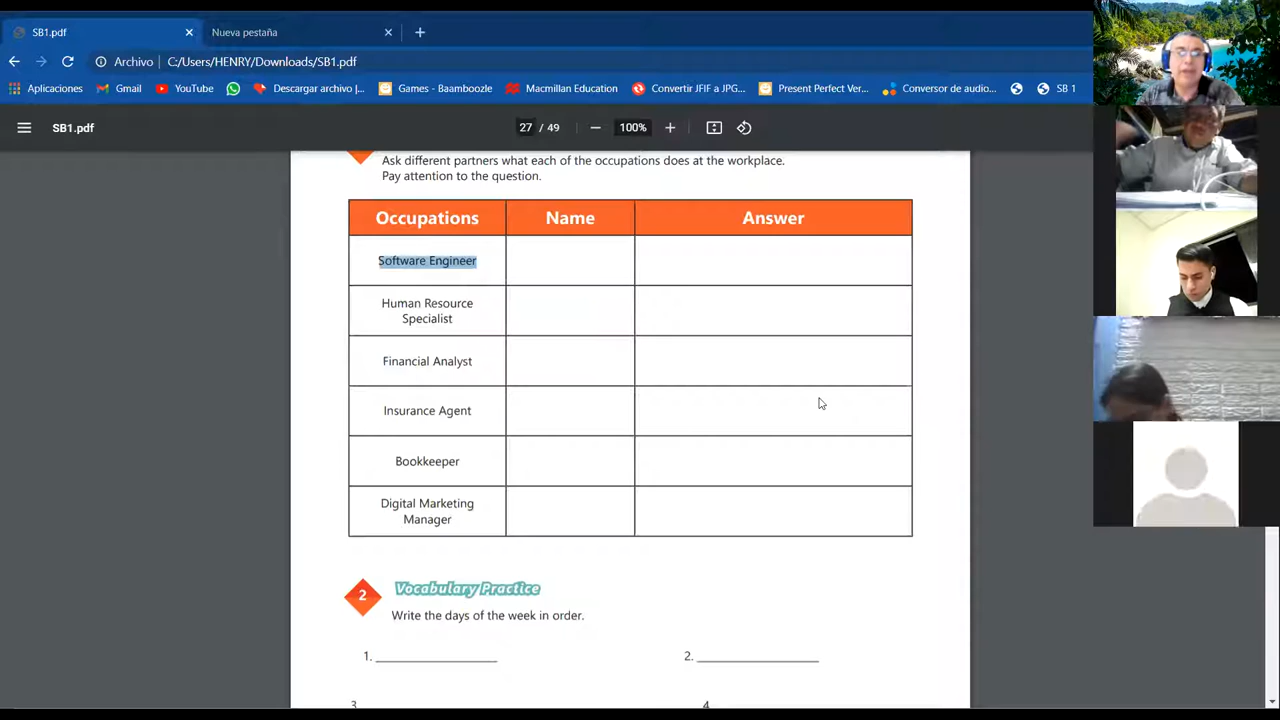 SB1.pdf
Nueva pestaña
Archivo
C:/Users/HENRY/Downloads/SB1.pdf
Aplicaciones
Gmail
YouTube
Descargar archivo |...
Games - Baamboozle
Macmillan Education
Convertir JFIF a JPG...
Present Perfect Ver...
Conversor de audio...
SB 1
SB1.pdf
27 / 49
100%
Ask different partners what each of the occupations does at the workplace.
Pay attention to the question.
Occupations Name Answer
Software Engineer
Human Resource
Specialist
Financial Analyst
Insurance Agent
Bookkeeper
Digital Marketing
Manager
2
Vocabulary Practice
Write the days of the week in order.
1.
2.
3.
4.